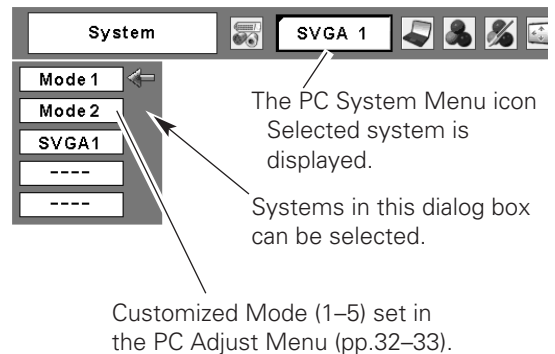 System
SVGA 1
Mode 1
Mode 2
SVGA1
----
----
The PC System Menu icon
Selected system is
displayed.
Systems in this dialog box
can be selected.
Customized Mode (1–5) set in
the PC Adjust Menu (pp.32–33).